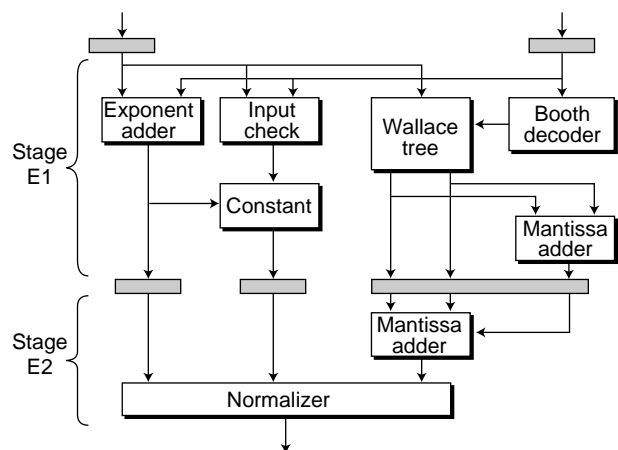 Stage
E1
Exponent
adder
Input
check
Wallace
tree
Booth
decoder
Constant
Mantissa
adder
Stage
E2
Mantissa
adder
Normalizer